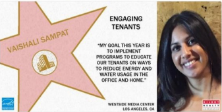 VAISHALI SAMPAT
ENGAGING
TENANTS
"MY GOAL THIS YEAR IS
TO IMPLEMENT
PROGRAMS TO EDUCATE
OUR TENANTS ON WAYS
TO REDUCE ENERGY AND
WATER USAGE IN THE
OFFICE AND HOME."
WESTSIDE MEDIA CENTER
LOS ANGELES, CA